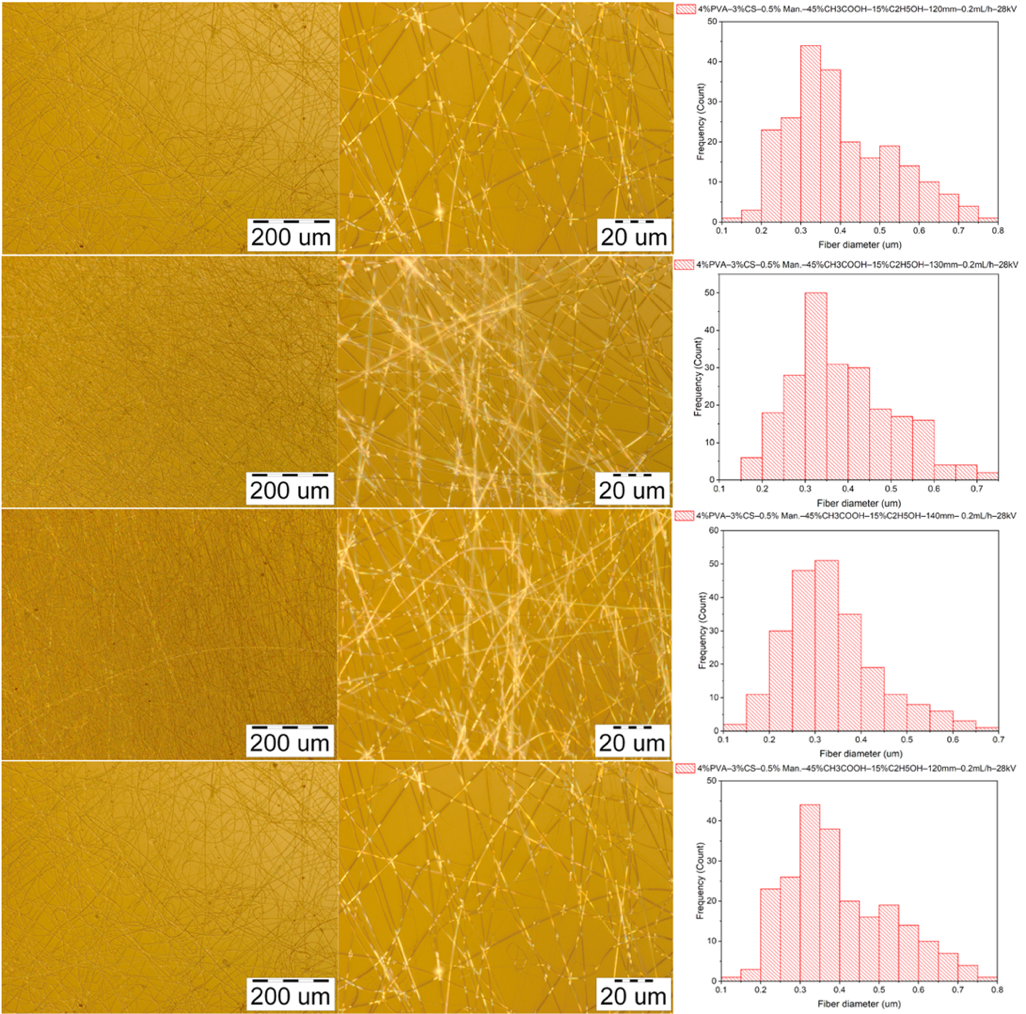 4%PVA–3%CS–0.5% Man.–45%CH3COOH–15%C2H5OH–120mm–0.2mL/h–28kV
200 um
20 um
Frequency (Count)
50
40
30
20
10
0
0.1 0.2 0.3 0.4 0.5 0.6 0.7 0.8
Fiber diameter (um)
4%PVA–3%CS–0.5% Man.–45%CH3COOH–15%C2H5OH–130mm–0.2mL/h–28kV
200 um
20 um
Frequency (Count)
50
40
30
20
10
0
0.1 0.2 0.3 0.4 0.5 0.6 0.7
Fiber diameter (um)
4%PVA–3%CS–0.5% Man.–45%CH3COOH–15%C2H5OH–140mm– 0.2mL/h–28kV
200 um
20 um
Frequency (Count)
60
50
40
30
20
10
0
0.1 0.2 0.3 0.4 0.5 0.6 0.7
Fiber diameter (um)
4%PVA–3%CS–0.5% Man.–45%CH3COOH–15%C2H5OH–120mm–0.2mL/h–28kV
200 um
20 um
Frequency (Count)
50
40
30
20
10
0
0.1 0.2 0.3 0.4 0.5 0.6 0.7 0.8
Fiber diameter (um)